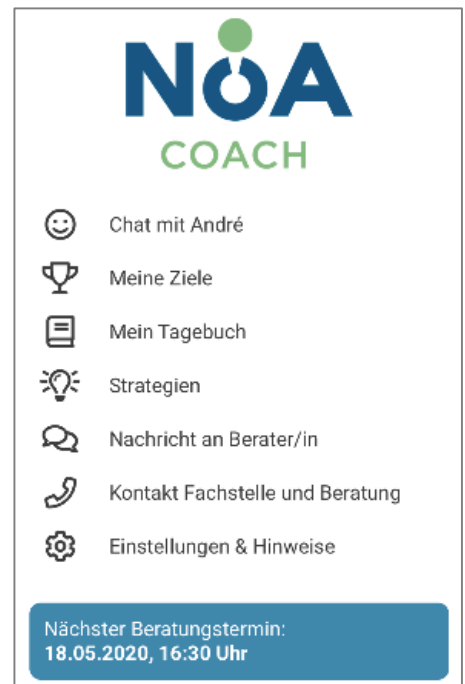 NOA
COACH
Chat mit André
Meine Ziele
Mein Tagebuch
Strategien
Nachricht an Berater/in
Kontakt Fachstelle und Beratung
Einstellungen & Hinweise
Nächster Beratungstermin:
18.05.2020, 16:30 Uhr